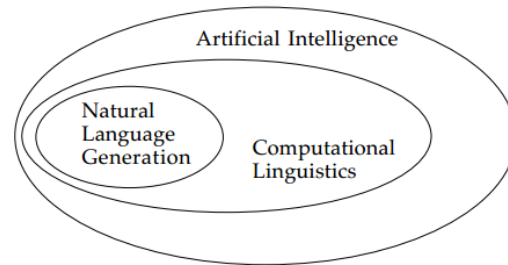 Artificial Intelligence
Natural
Language
Generation
Computational
Linguistics